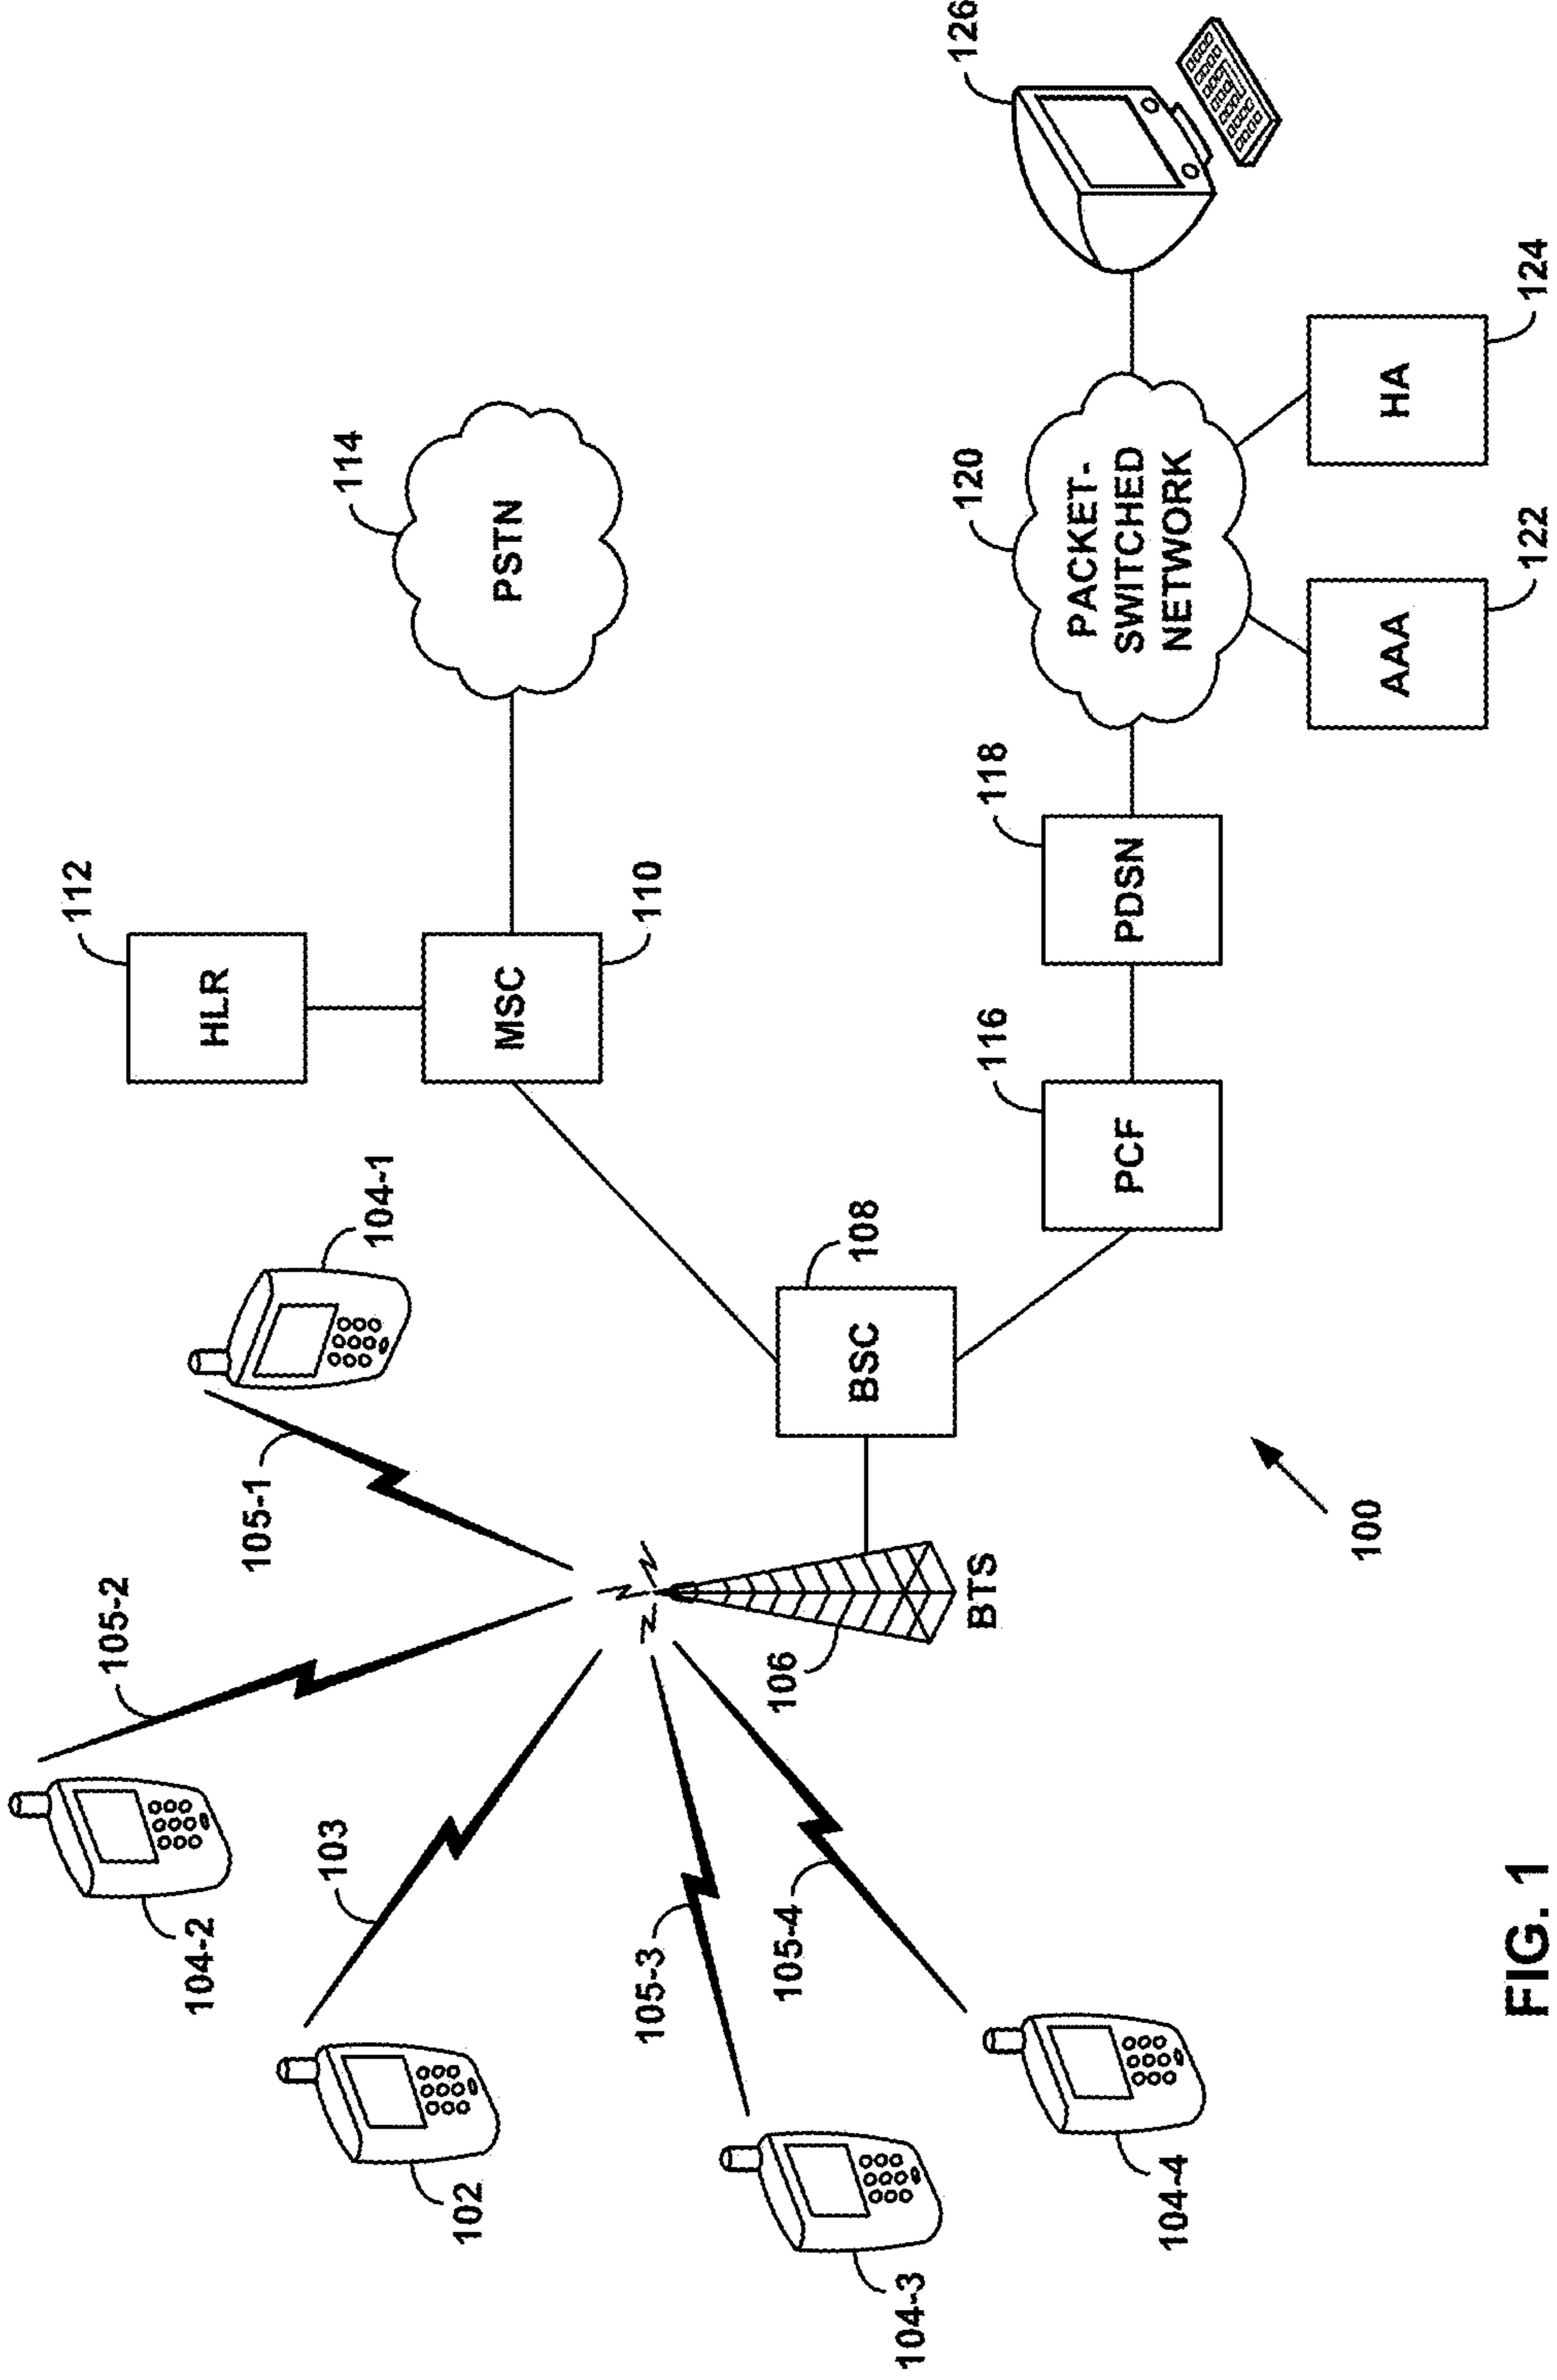 104-2
105-2
112
HLR
105-1
104-1
114
103
102
MSC
110
PSTN
105-3
104-3
106
105-4
BSC
108
BTS
104-4
116
PCF
118
PDSN
120
PACKET-
SWITCHED
NETWORK
126
100
AAA
122
HA
124
FIG. 1